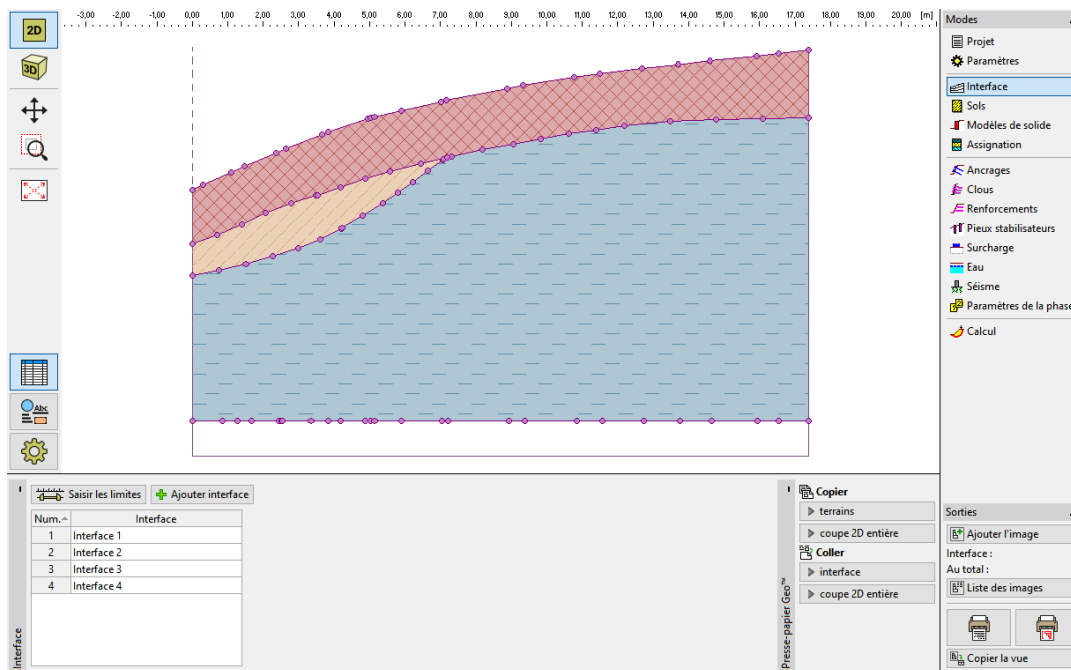 -3,00 -2,00 -1,00 0,00 1,00 2,00 3,00 4,00 5,00 6,00 7,00 8,00 9,00 10,00 11,00 12,00 13,00 14,00 15,00 16,00 17,00 18,00 19,00 20,00 [m]
2D
3D
Abc
Modes
Projet
Paramètres
Interface
Sols
Modèles de solide
Assignation
Ancrages
Clous
Renforcements
Pieux stabilisateurs
Surcharge
Eau
Séisme
Paramètres de la phase
Calcul
Interface
Saisir les limites
Ajouter interface
Num. Interface
1 Interface 1
2 Interface 2
3 Interface 3
4 Interface 4
Presse-papier Geo™
Copier
terrains
coupe 2D entière
Coller
interface
coupe 2D entière
Sorties
Ajouter l'image
Interface :
Au total :
Liste des images
Copier la vue